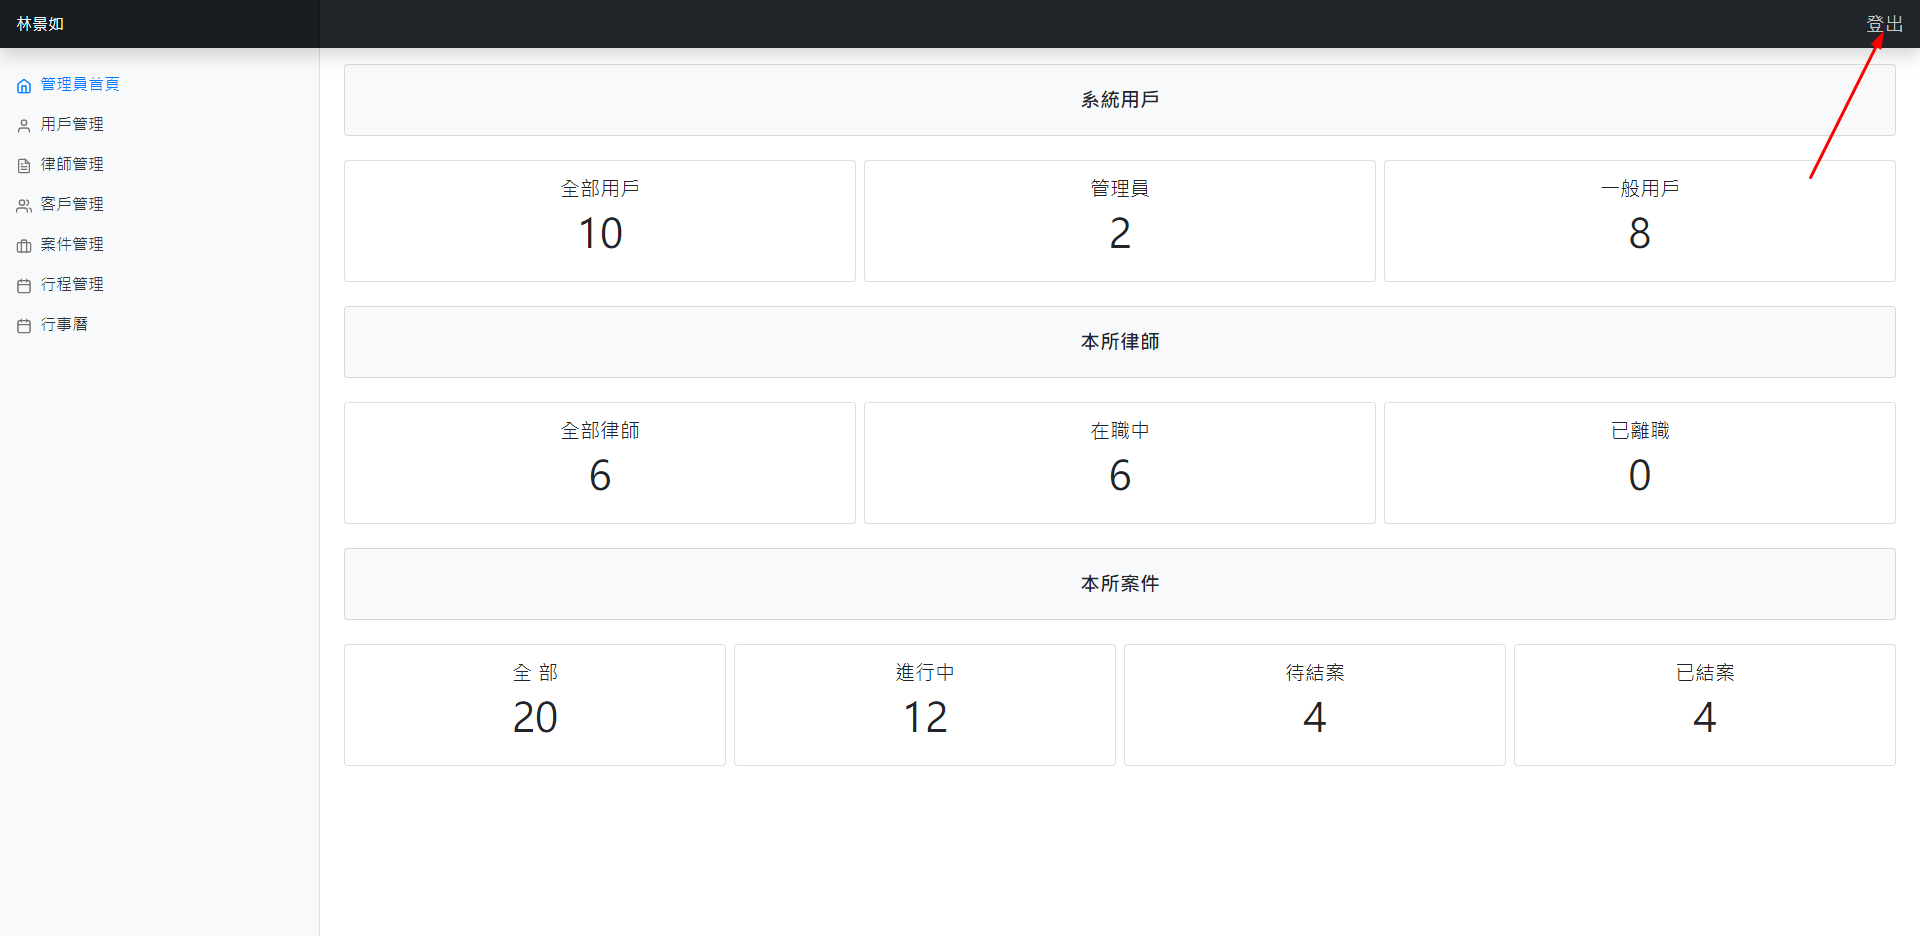 林景如
登出
管理員首頁
用戶管理
律師管理
客戶管理
案件管理
行程管理
行事曆
系統用戶
全部用戶
10
管理員
2
一般用戶
8
本所律師
全部律師
6
在職中
6
已離職
0
本所案件
全 部
20
進行中
12
待結案
4
已結案
4